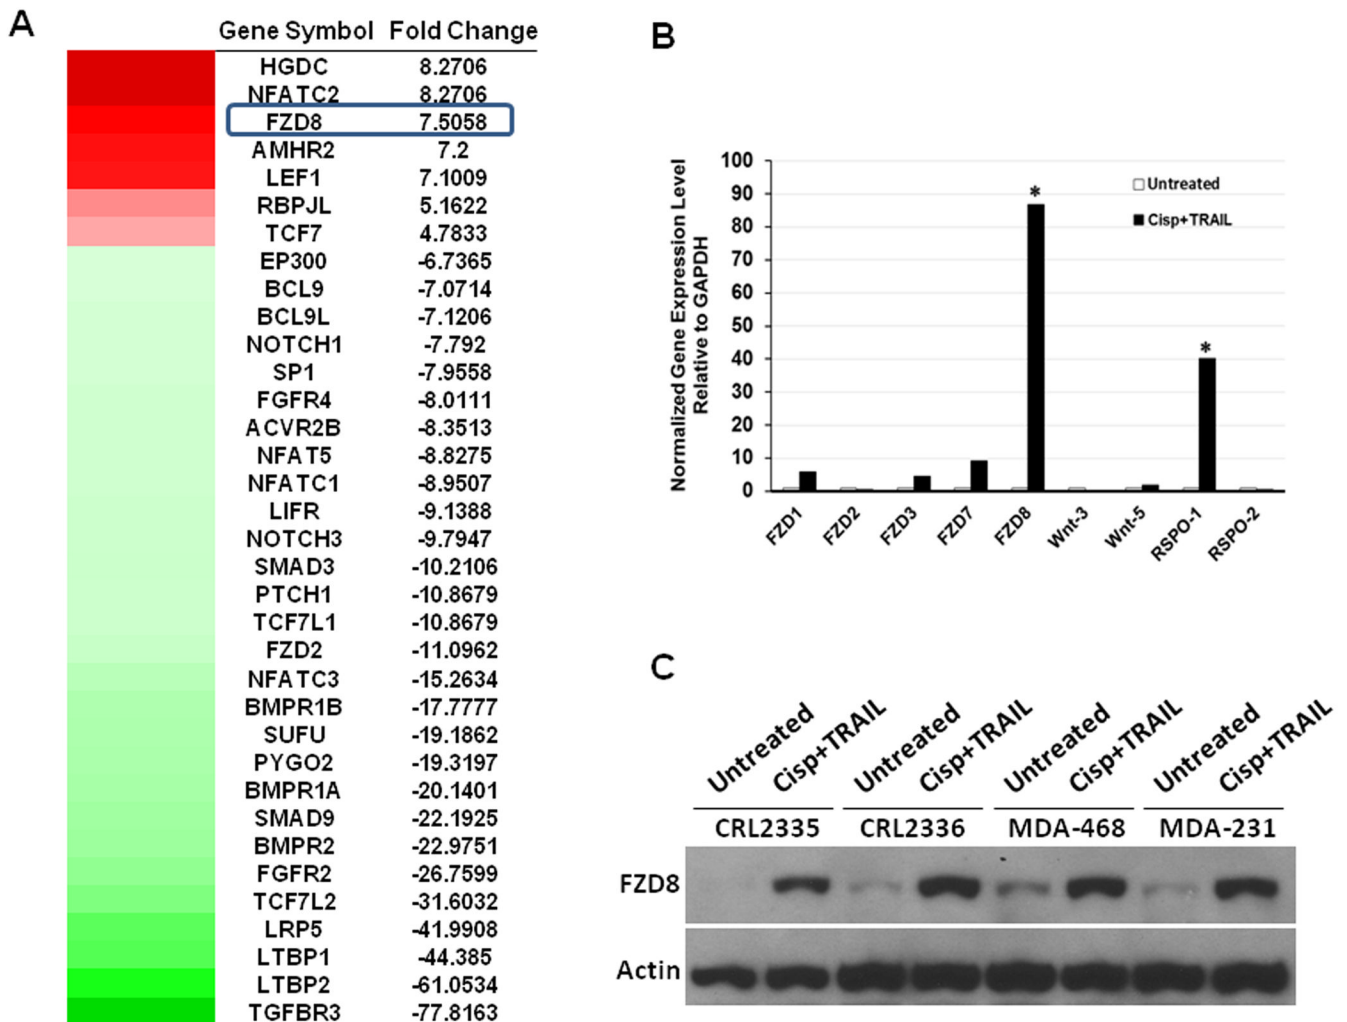 A
Gene Symbol Fold Change
HGDC 8.2706
NFATC2 8.2706
FZD8 7.5058
AMHR2 7.2
LEF1 7.1009
RBPJL 5.1622
TCF7 4.7833
EP300 -6.7365
BCL9 -7.0714
BCL9L -7.1206
NOTCH1 -7.792
SP1 -7.9558
FGFR4 -8.0111
ACVR2B -8.3513
NFAT5 -8.8275
NFATC1 -8.9507
LIFR -9.1388
NOTCH3 -9.7947
SMAD3 -10.2106
PTCH1 -10.8679
TCF7L1 -10.8679
FZD2 -11.0962
NFATC3 -15.2634
BMPR1B -17.7777
SUFU -19.1862
PYGO2 -19.3197
BMPR1A -20.1401
SMAD9 -22.1925
BMPR2 -22.9751
FGFR2 -26.7599
TCF7L2 -31.6032
LRP5 -41.9908
LTBP1 -44.385
LTBP2 -61.0534
TGFBR3 -77.8163
B
Normalized Gene Expression Level
Relative to GAPDH
100
90
80
70
60
50
40
30
20
10
0
Untreated
Cisp+TRAIL
*
*
FZD1 FZD2 FZD3 FZD7 FZD8 Wnt-3 Wnt-5 RSPO-1 RSPO-2
C
Untreated Cisp+TRAIL Untreated Cisp+TRAIL Untreated Cisp+TRAIL Untreated Cisp+TRAIL
CRL2335 CRL2336 MDA-468 MDA-231
FZD8
Actin